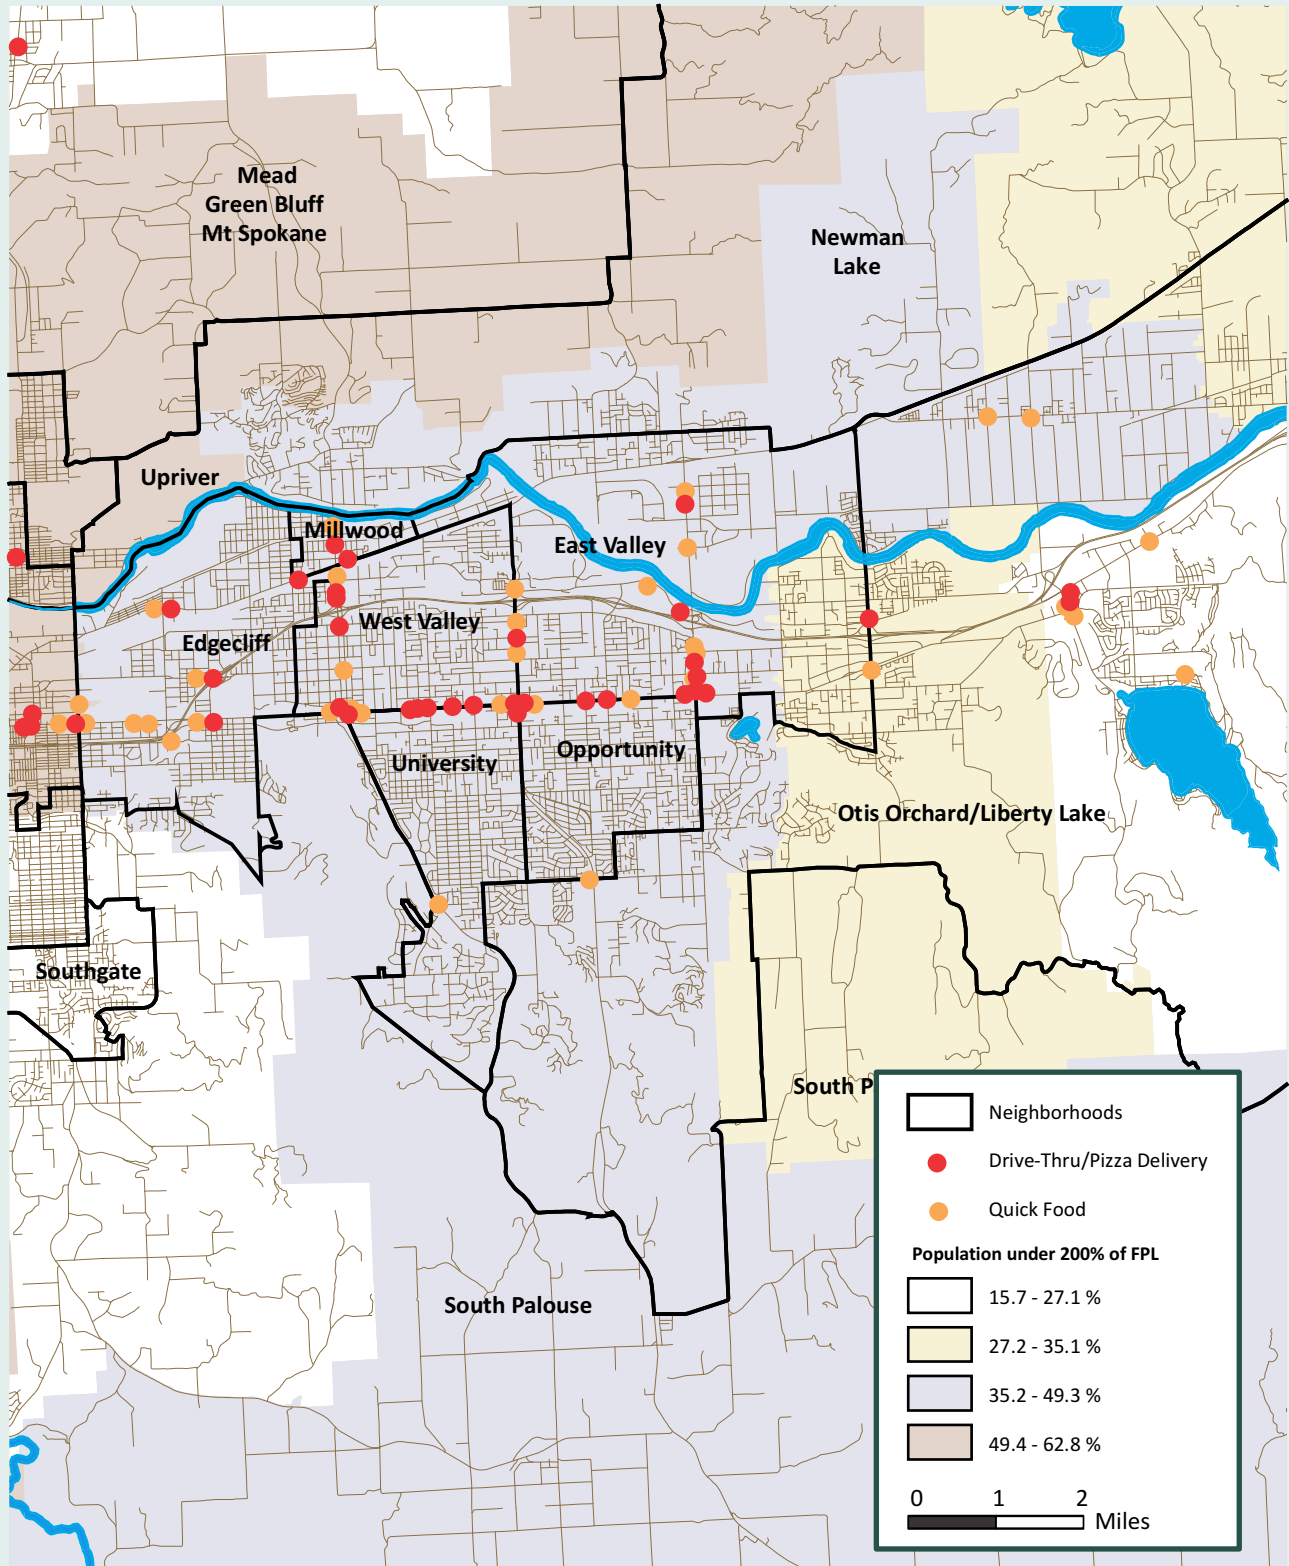 Mead
Green Bluff
Mt Spokane
Newman
Lake
Upriver
Millwood
East Valley
West Valley
Edgecliff
University
Opportunity
Otis Orchard/Liberty Lake
Southgate
South P
South Palouse
Neighborhoods
Drive-Thru/Pizza Delivery
Quick Food
Population under 200% of FPL
15.7 - 27.1 %
27.2 - 35.1 %
35.2 - 49.3 %
49.4 - 62.8 %
0 1 2
Miles